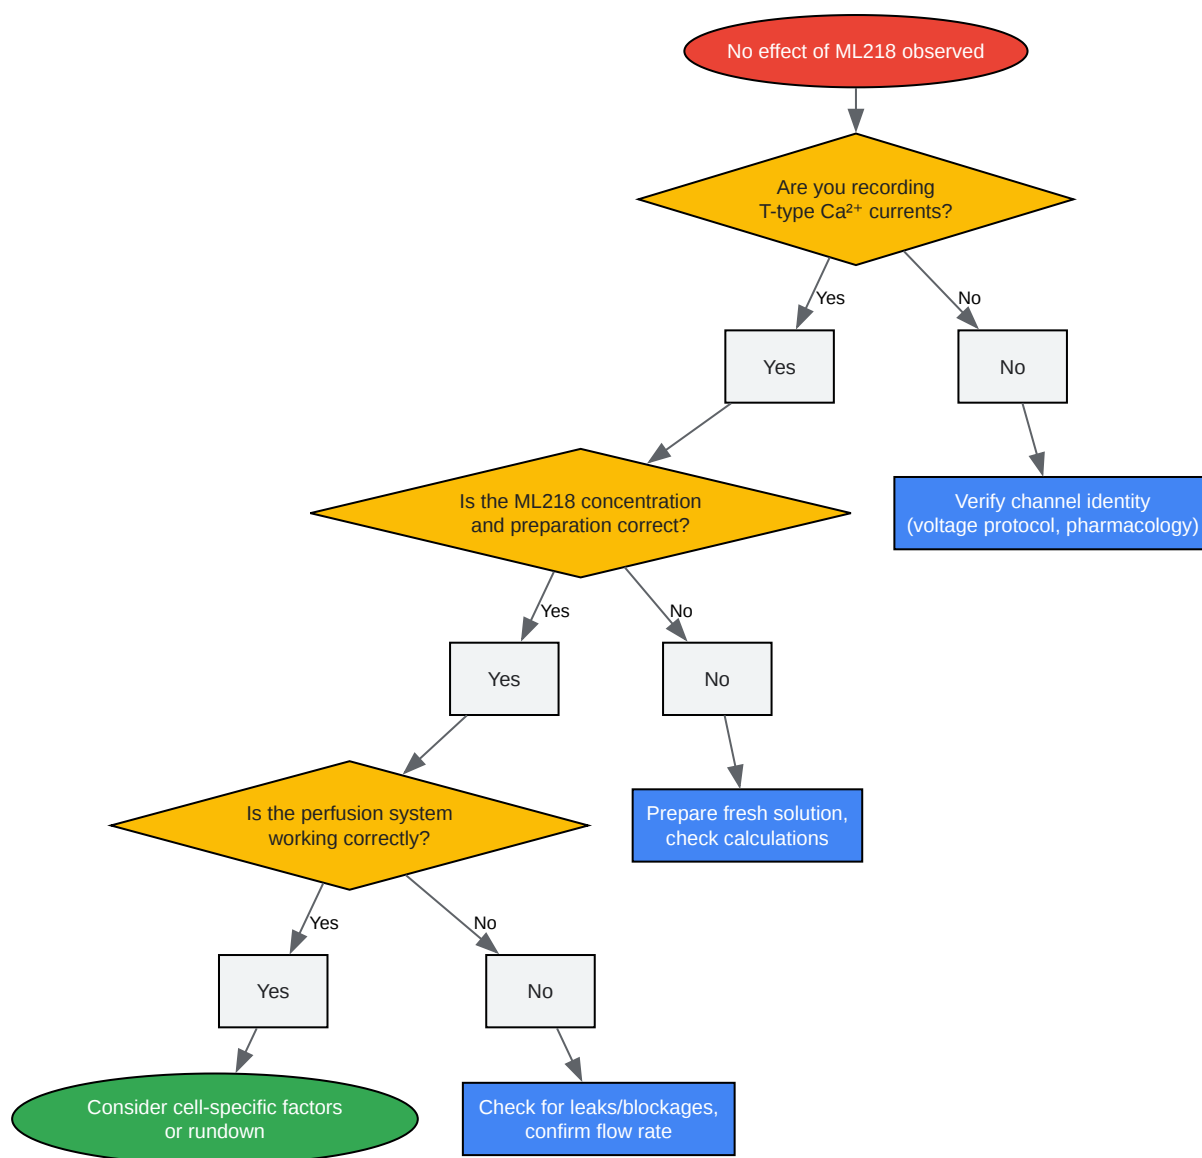 No effect of ML218 observed
Are you recording
T-type Ca²⁺ currents?
Yes
No
Yes
No
Is the ML218 concentration
and preparation correct?
Verify channel identity
(voltage protocol, pharmacology)
Yes
No
Yes
No
Is the perfusion system
working correctly?
Prepare fresh solution,
check calculations
Yes
No
Yes
No
Consider cell-specific factors
or rundown
Check for leaks/blockages,
confirm flow rate